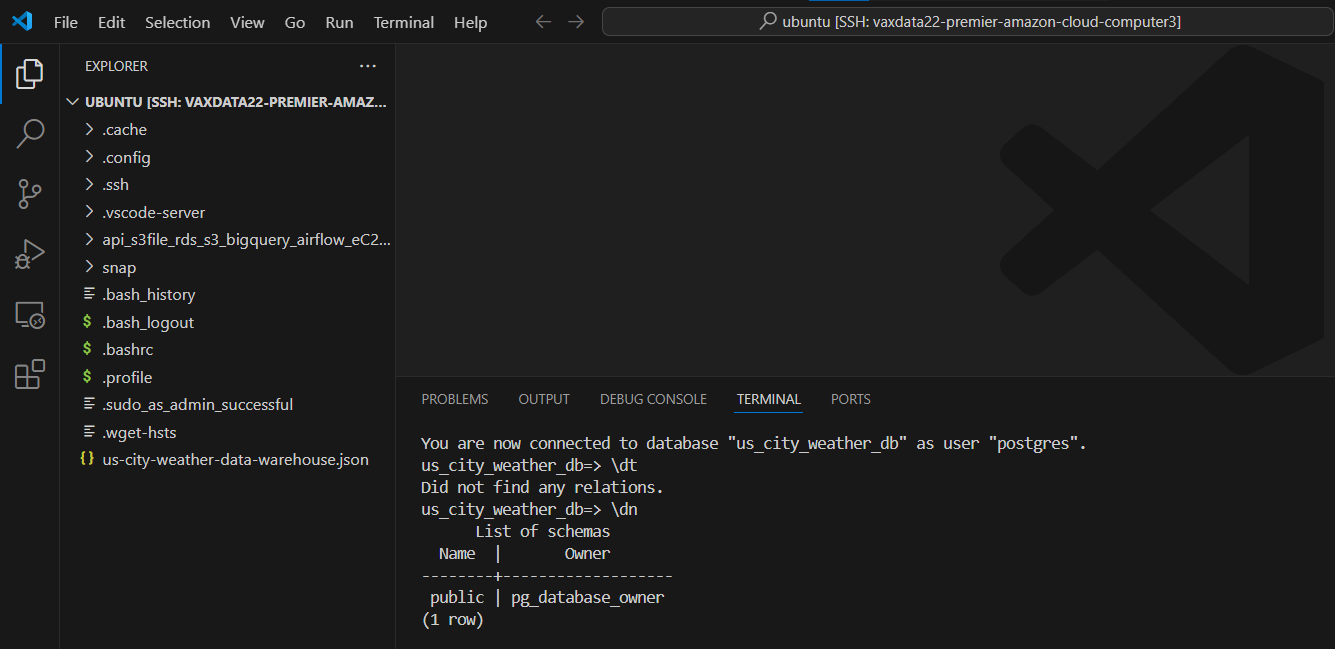 File Edit Selection View Go Run Terminal Help
ubuntu [SSH: vaxdata22-premier-amazon-cloud-computer3]
EXPLORER
UBUNTU [SSH: VAXDATA22-PREMIER-AMAZ...
.cache
.config
.ssh
.vscode-server
api_s3file_rds_s3_bigquery_airflow_eC2...
snap
.bash_history
$ .bash_logout
$ .bashrc
$ .profile
.sudo_as_admin_successful
.wget-hsts
{} us-city-weather-data-warehouse.json
PROBLEMS OUTPUT DEBUG CONSOLE TERMINAL PORTS
You are now connected to database "us_city_weather_db" as user "postgres".
us_city_weather_db=> \dt
Did not find any relations.
us_city_weather_db=> \dn
List of schemas
Name | Owner
--------+-------------------
public | pg_database_owner
(1 row)